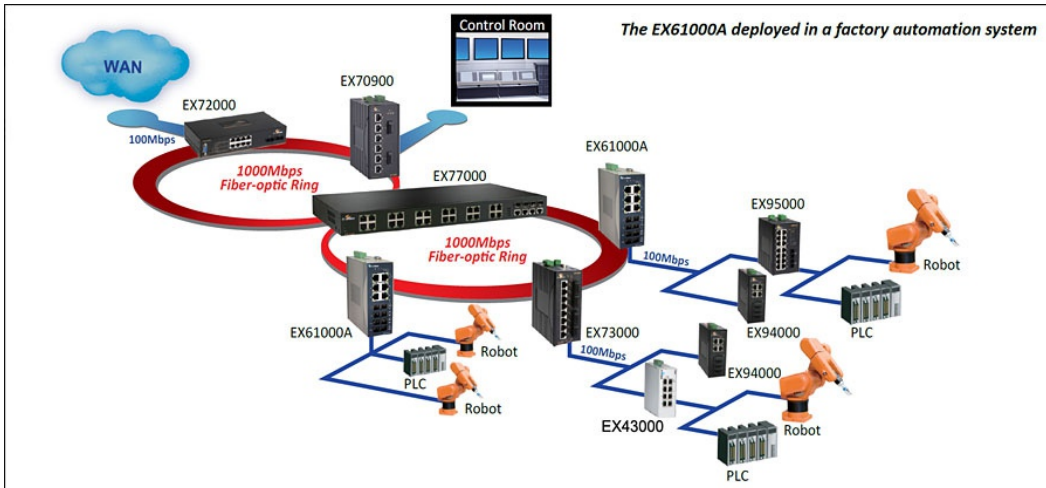 The EX61000A deployed in a factory automation system
Control Room
WAN
EX72000
EX70900
100Mbps
1000Mbps
Fiber-optic Ring
EX77000
EX61000A
EX95000
1000Mbps
Fiber-optic Ring
100Mbps
Robot
EX94000
PLC
EX61000A
EX73000
100Mbps
Robot
PLC
EX94000
Robot
EX43000
Robot
PLC